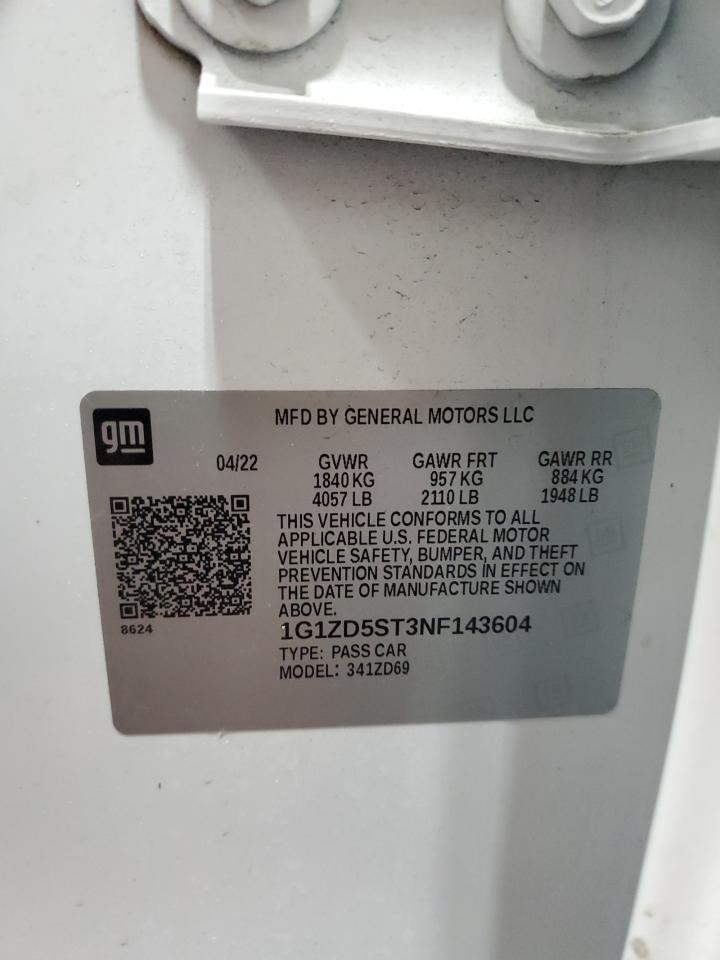 gm
MFD BY GENERAL MOTORS LLC
04/22 GVWR GAWR FRT GAWR RR
1840 KG 957 KG 884 KG
4057 LB 2110 LB 1948 LB
THIS VEHICLE CONFORMS TO ALL
APPLICABLE U.S. FEDERAL MOTOR
VEHICLE SAFETY, BUMPER, AND THEFT
PREVENTION STANDARDS IN EFFECT ON
THE DATE OF MANUFACTURE SHOWN
ABOVE.
8624
1G1ZD5ST3NF143604
TYPE: PASS CAR
MODEL: 341ZD69